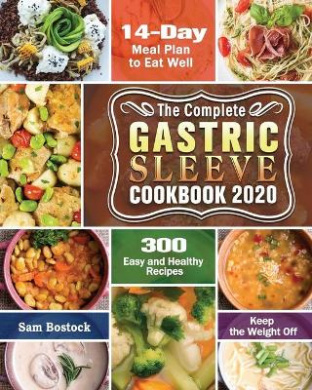 14-Day
Meal Plan
to Eat Well
The Complete
GASTRIC
SLEEVE
COOKBOOK 2020
300
Easy and Healthy
Recipes
Sam Bostock
Keep
the Weight Off